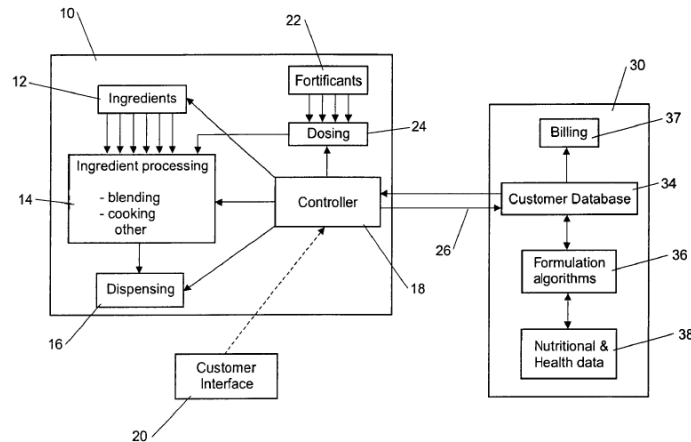 10
22
30
12
Ingredients
Fortificants
Dosing
24
Billing
37
Ingredient processing
14
- blending
- cooking
other
Controller
Customer Database
34
26
18
Dispensing
16
Formulation
algorithms
36
Nutritional &
Health data
38
Customer
Interface
20